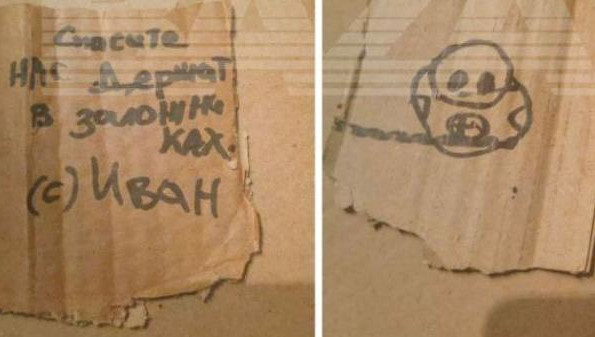 Спасите
НАС Держат
в заложни
ках.
(с) Иван